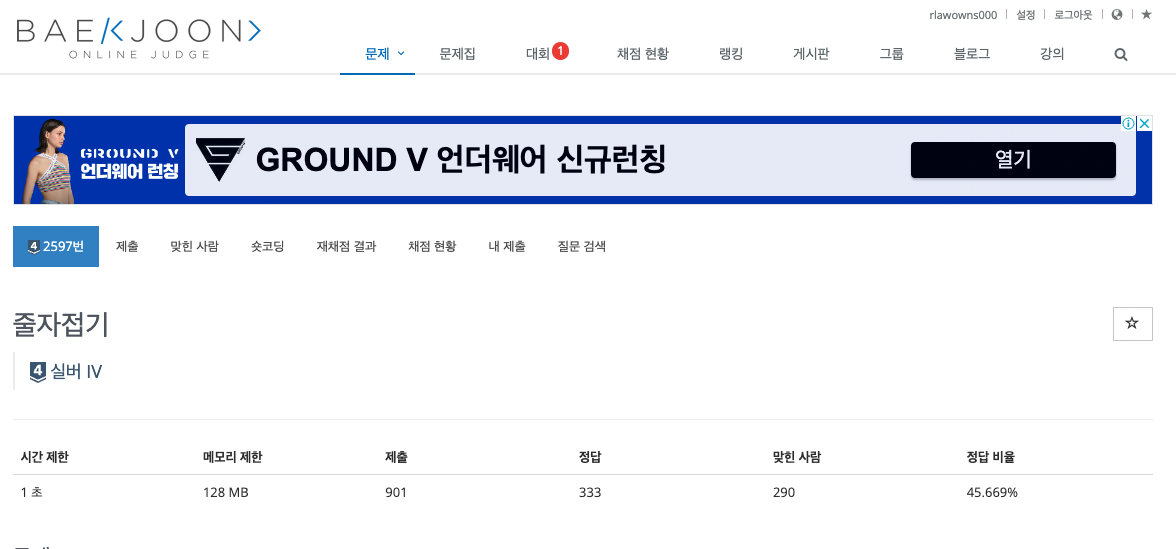 rlawowns000 설정 로그아웃
BAEKJOON>
ONLINE JUDGE
문제 문제집 대회 1 채점 현황 랭킹 게시판 그룹 블로그 강의
GROUND V
언더웨어 런칭
GROUND V 언더웨어 신규런칭
열기
4 2597번 제출 맞힌 사람 숏코딩 재채점 결과 채점 현황 내 제출 질문 검색
줄자접기
4 실버 IV
시간 제한 메모리 제한 제출 정답 맞힌 사람 정답 비율
1 초 128 MB 901 333 290 45.669%